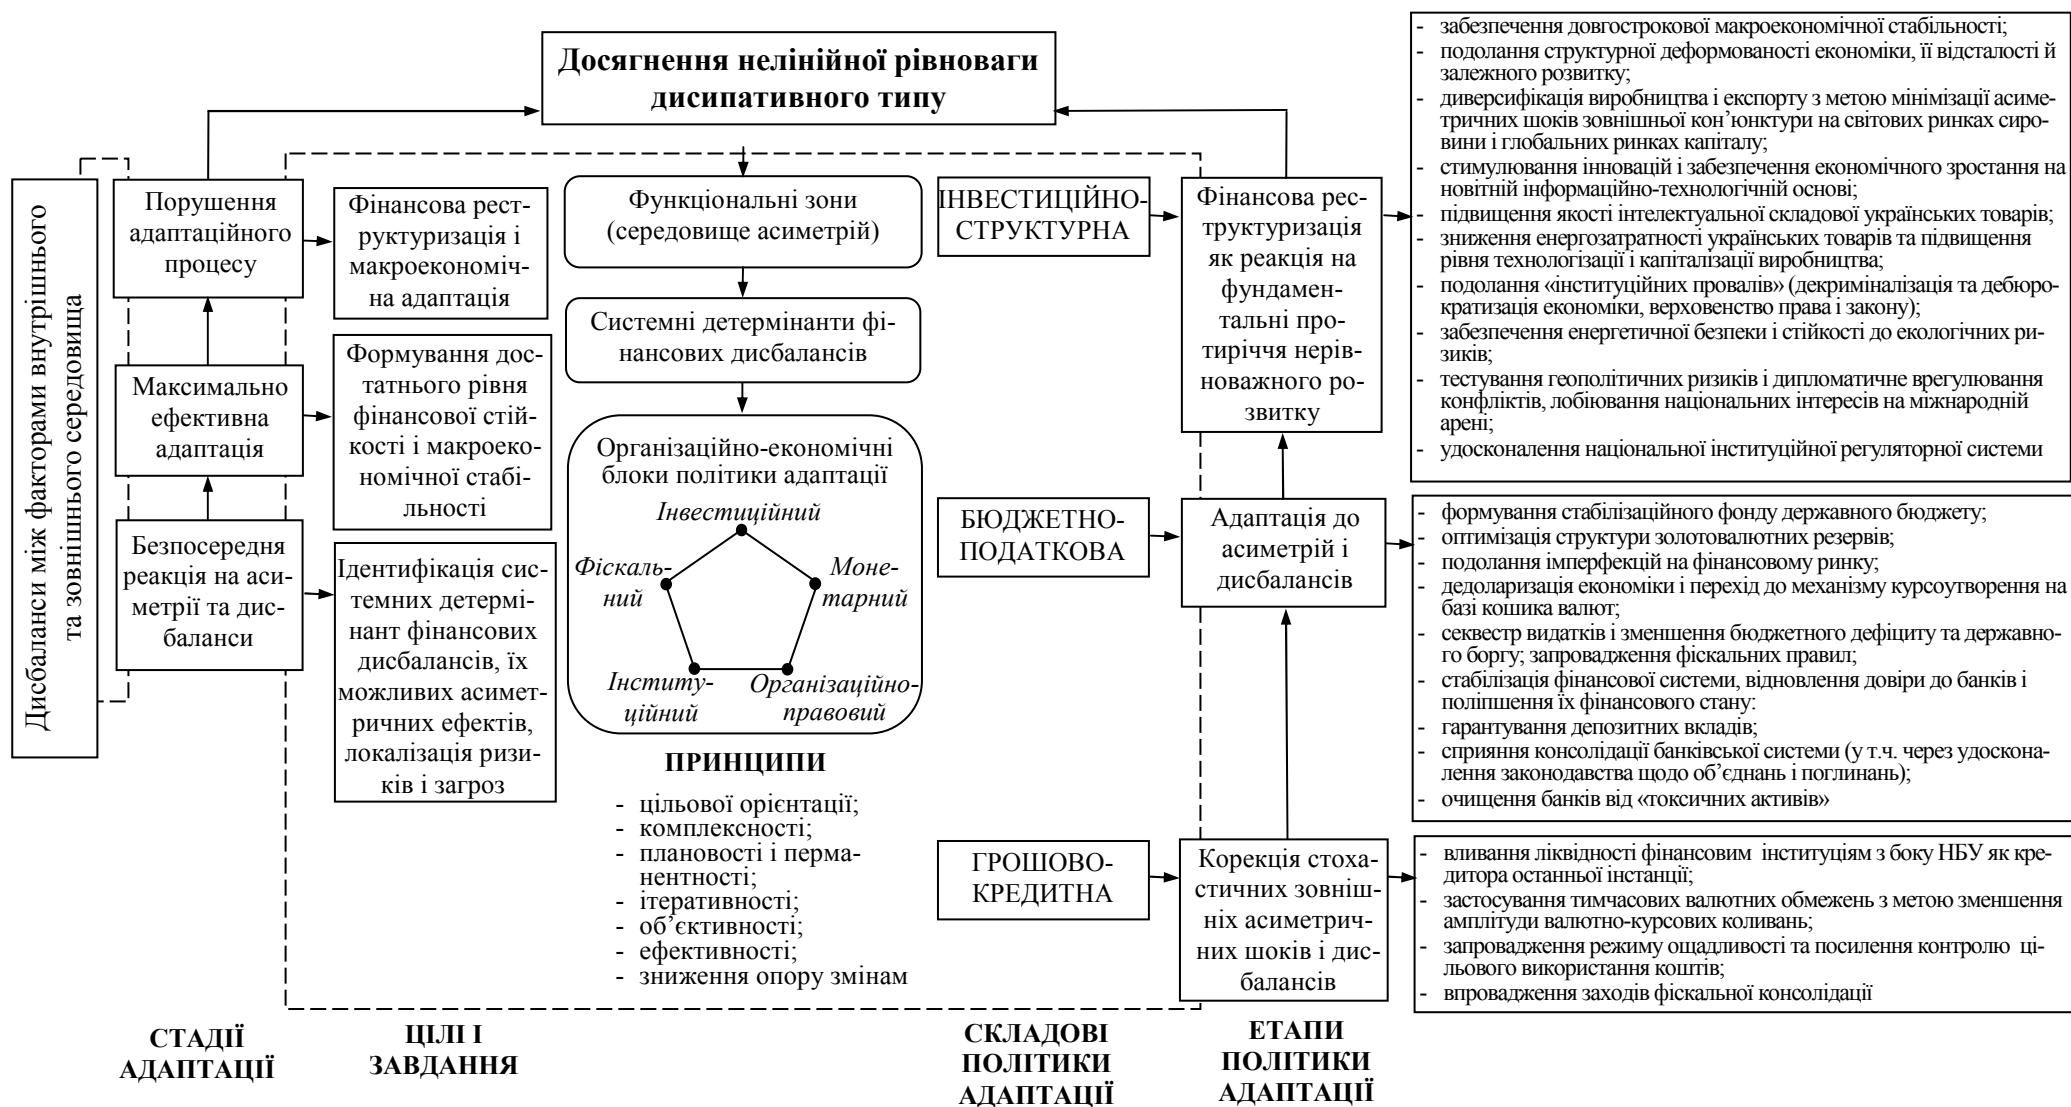 Досягнення нелінійної рівноваги
дисипативного типу
Дисбаланси між факторами внутрішнього
та зовнішнього середовища
Порушення
адаптаційного
процесу
Максимально
ефективна
адаптація
Безпосередня
реакція на аси-
метрії та дис-
баланси
СТАДІЇ
АДАПТАЦІЇ
Фінансова рест-
руктуризація і
макроекономіч-
на адаптація
Формування дос-
татнього рівня
фінансової стій-
кості і макроеко-
номічної стабі-
льності
Ідентифікація сис-
темних детермі-
нант фінансових
дисбалансів, їх
можливих асимет-
ричних ефектів,
локалізація ризи-
ків і загроз
ЦІЛІ І
ЗАВДАННЯ
Функціональні зони
(середовище асиметрій)
Системні детермінанти фі-
нансових дисбалансів
Організаційно-економічні
блоки політики адаптації
Інвестиційний
Фіскаль-
ний
Моне-
тарний
Інститу-
ційний
Організаційно-
правовий
ПРИНЦИПИ
- цільової орієнтації;
- комплексності;
- плановості і перма-
нентності;
- ітеративності;
- об’єктивності;
- ефективності;
- зниження опору змінам
ІНВЕСТИЦІЙНО-
СТРУКТУРНА
БЮДЖЕТНО-
ПОДАТКОВА
ГРОШОВО-
КРЕДИТНА
СКЛАДОВІ
ПОЛІТИКИ
АДАПТАЦІЇ
Фінансова рес-
труктуризація
як реакція на
фундамен-
тальні про-
тиріччя нерів-
новажного ро-
звитку
Адаптація до
асиметрій і
дисбалансів
Корекція стоха-
стичних зовніш-
ніх асиметрич-
них шоків і дис-
балансів
ЕТАПИ
ПОЛІТИКИ
АДАПТАЦІЇ
- забезпечення довгострокової макроекономічної стабільності;
- подолання структурної деформованості економіки, її відсталості й
залежного розвитку;
- диверсифікація виробництва і експорту з метою мінімізації асиме-
тричних шоків зовнішньої кон’юнктури на світових ринках сиро-
вини і глобальних ринках капіталу;
- стимулювання інновацій і забезпечення економічного зростання на
новітній інформаційно-технологічній основі;
- підвищення якості інтелектуальної складової українських товарів;
- зниження енергозатратності українських товарів та підвищення
рівня технологізації і капіталізації виробництва;
- подолання «інституційних провалів» (декриміналізація та дебюро-
кратизація економіки, верховенство права і закону);
- забезпечення енергетичної безпеки і стійкості до екологічних ри-
зиків;
- тестування геополітичних ризиків і дипломатичне врегулювання
конфліктів, лобіювання національних інтересів на міжнародній
арені;
- удосконалення національної інституційної регуляторної системи
- формування стабілізаційного фонду державного бюджету;
- оптимізація структури золотовалютних резервів;
- подолання імперфекцій на фінансовому ринку;
- дедоларизація економіки і перехід до механізму курсоутворення на
базі кошика валют;
- секвестр видатків і зменшення бюджетного дефіциту та державно-
го боргу; запровадження фіскальних правил;
- стабілізація фінансової системи, відновлення довіри до банків і
поліпшення їх фінансового стану:
- гарантування депозитних вкладів;
- сприяння консолідації банківської системи (у т.ч. через удоскона-
лення законодавства щодо об’єднань і поглинань);
- очищення банків від «токсичних активів»
- вливання ліквідності фінансовим інституціям з боку НБУ як кре-
дитора останньої інстанції;
- застосування тимчасових валютних обмежень з метою зменшення
амплітуди валютно-курсових коливань;
- запровадження режиму ощадливості та посилення контролю ці-
льового використання коштів;
- впровадження заходів фіскальної консолідації